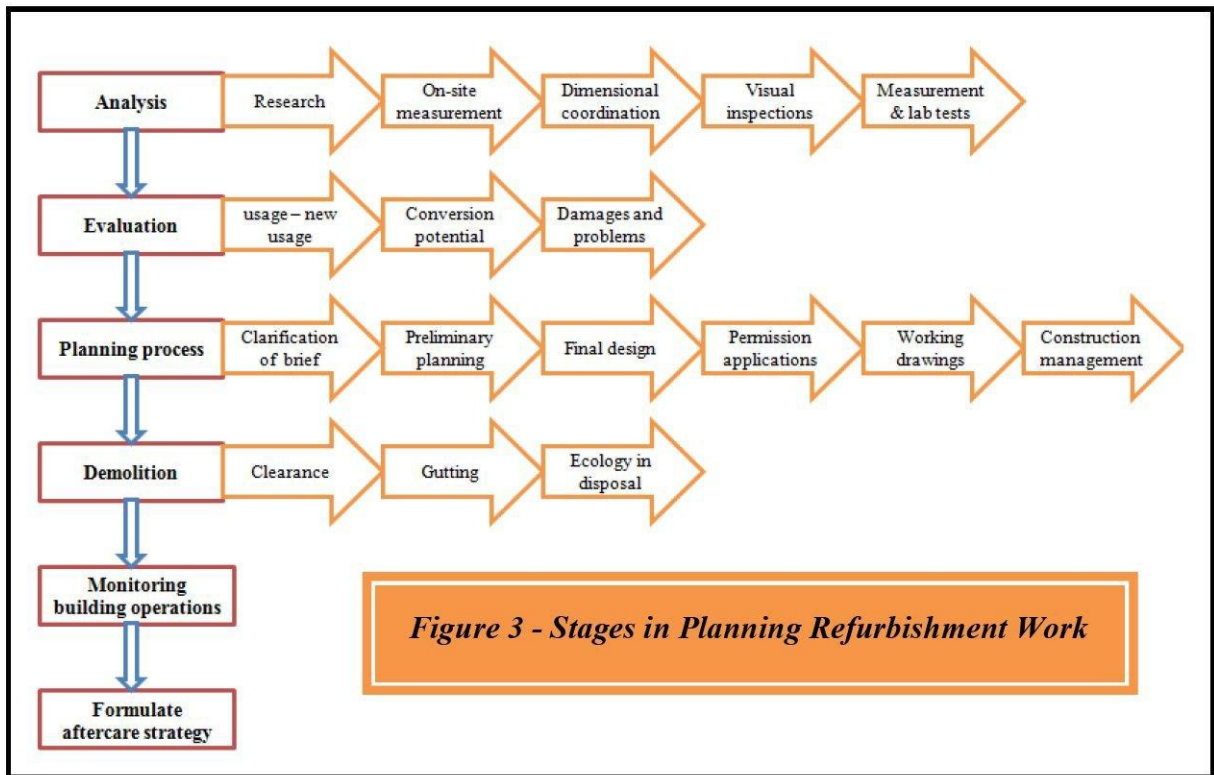 Analysis
Research
On-site
measurement
Dimensional
coordination
Visual
inspections
Measurement
& lab tests
Evaluation
usage – new
usage
Conversion
potential
Damages and
problems
Planning process
Clarification
of brief
Preliminary
planning
Final design
Permission
applications
Working
drawings
Construction
management
Demolition
Clearance
Gutting
Ecology in
disposal
Monitoring
building operations
Formulate
aftercare strategy
Figure 3 - Stages in Planning Refurbishment Work